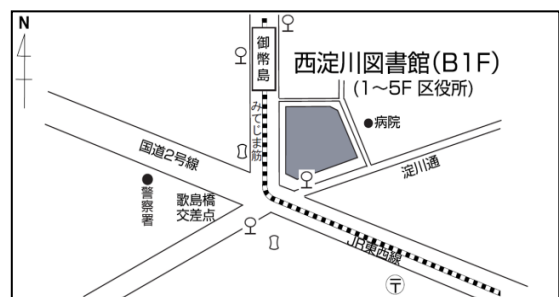 N
御幣島
西淀川図書館(B1F)
(1～5F 区役所)
みてじま筋
●病院
国道2号線
淀川通
●警察署
歌島橋
交差点
JR東西線
〒